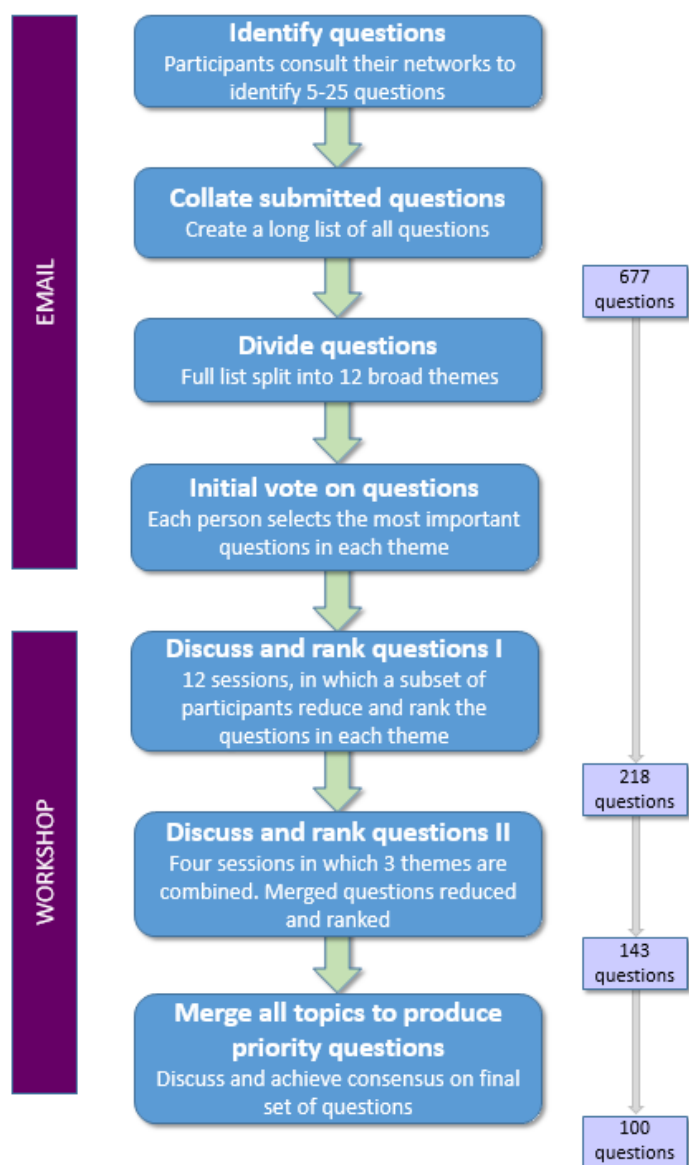 Identify questions
Participants consult their networks to
identify 5-25 questions
Collate submitted questions
Create a long list of all questions
EMAIL
677
questions
Divide questions
Full list split into 12 broad themes
Initial vote on questions
Each person selects the most important
questions in each theme
Discuss and rank questions I
12 sessions, in which a subset of
participants reduce and rank the
questions in each theme
218
questions
WORKSHOP
Discuss and rank questions II
Four sessions in which 3 themes are
combined. Merged questions reduced
and ranked
143
questions
Merge all topics to produce
priority questions
Discuss and achieve consensus on final
set of questions
100
questions